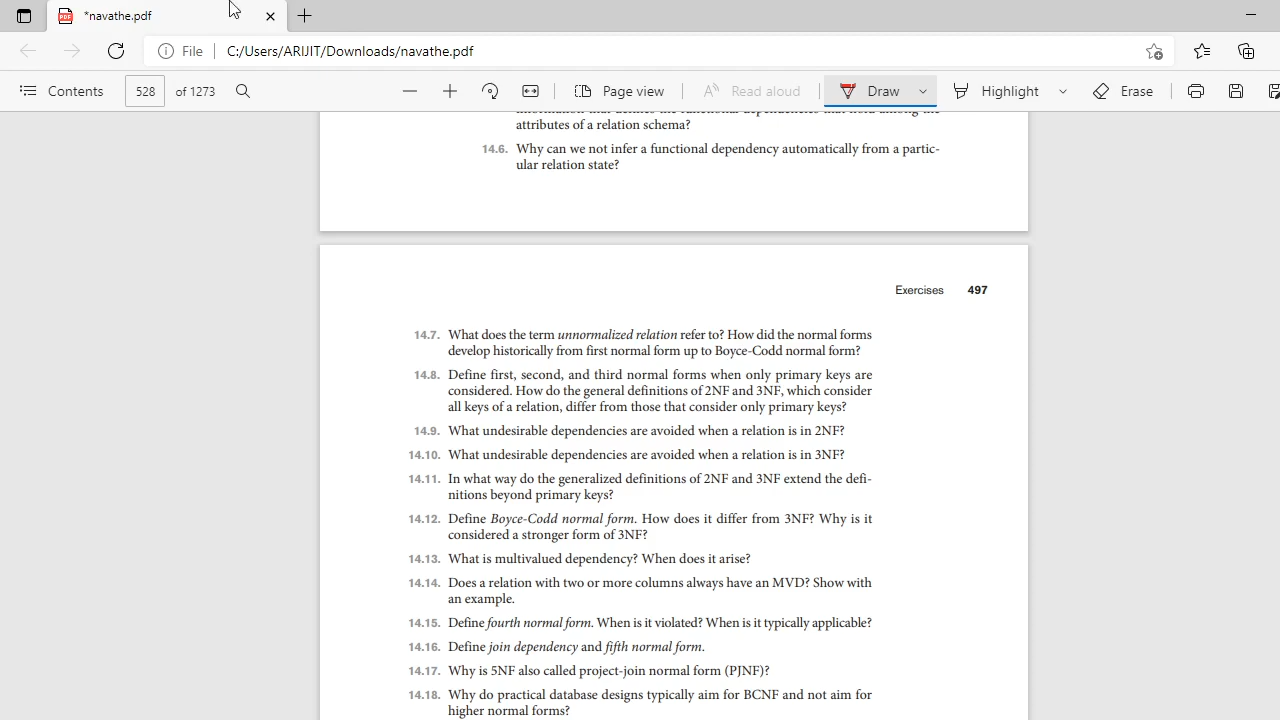 *navathe.pdf
File
C:/Users/ARIJIT/Downloads/navathe.pdf
Contents
528
of 1273
Page view
Read aloud
Draw
Highlight
Erase
attributes of a relation schema?
14.6. Why can we not infer a functional dependency automatically from a partic-
ular relation state?
Exercises 497
14.7. What does the term unnormalized relation refer to? How did the normal forms
develop historically from first normal form up to Boyce-Codd normal form?
14.8. Define first, second, and third normal forms when only primary keys are
considered. How do the general definitions of 2NF and 3NF, which consider
all keys of a relation, differ from those that consider only primary keys?
14.9. What undesirable dependencies are avoided when a relation is in 2NF?
14.10. What undesirable dependencies are avoided when a relation is in 3NF?
14.11. In what way do the generalized definitions of 2NF and 3NF extend the defi-
nitions beyond primary keys?
14.12. Define Boyce-Codd normal form. How does it differ from 3NF? Why is it
considered a stronger form of 3NF?
14.13. What is multivalued dependency? When does it arise?
14.14. Does a relation with two or more columns always have an MVD? Show with
an example.
14.15. Define fourth normal form. When is it violated? When is it typically applicable?
14.16. Define join dependency and fifth normal form.
14.17. Why is 5NF also called project-join normal form (PJNF)?
14.18. Why do practical database designs typically aim for BCNF and not aim for
higher normal forms?